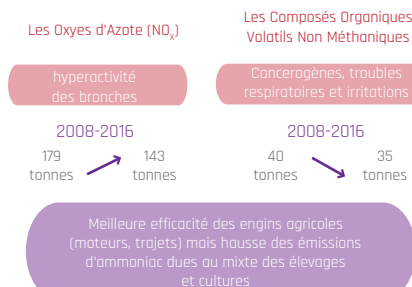 Les Oxyes d'Azote (NOx)
hyperactivité
des bronches
2008-2016
179
tonnes
143
tonnes
Les Composés Organiques
Volatils Non Méthaniques
Cancerogènes, troubles
respiratoires et irritations
2008-2016
40
tonnes
35
tonnes
Meilleure efficacité des engins agricoles
(moteurs, trajets) mais hausse des émissions
d'ammoniac dues au mixte des élevages
et cultures